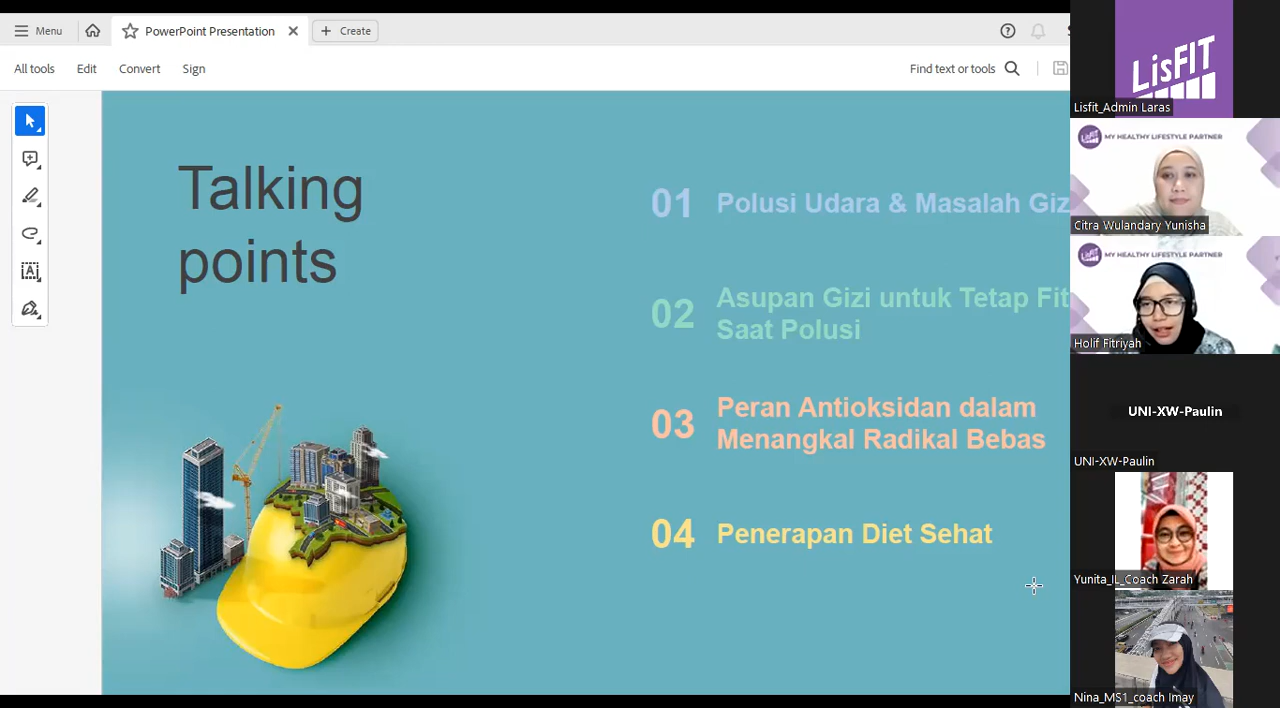 Menu
PowerPoint Presentation
Create
All tools
Edit
Convert
Sign
Find text or tools
Talking
points
01
Polusi Udara & Masalah Giz
02
Asupan Gizi untuk Tetap Fit
Saat Polusi
03
Peran Antioksidan dalam
Menangkal Radikal Bebas
04
Penerapan Diet Sehat
LisFIT
Lisfit_Admin Laras
LisFIT
MY HEALTHY LIFESTYLE PARTNER
Citra Wulandary Yunisha
LisFIT
MY HEALTHY LIFESTYLE PARTNER
Holif Fitriyah
UNI-XW-Paulin
UNI-XW-Paulin
Yunita_IL_Coach Zarah
Nina_MS1_coach Imay